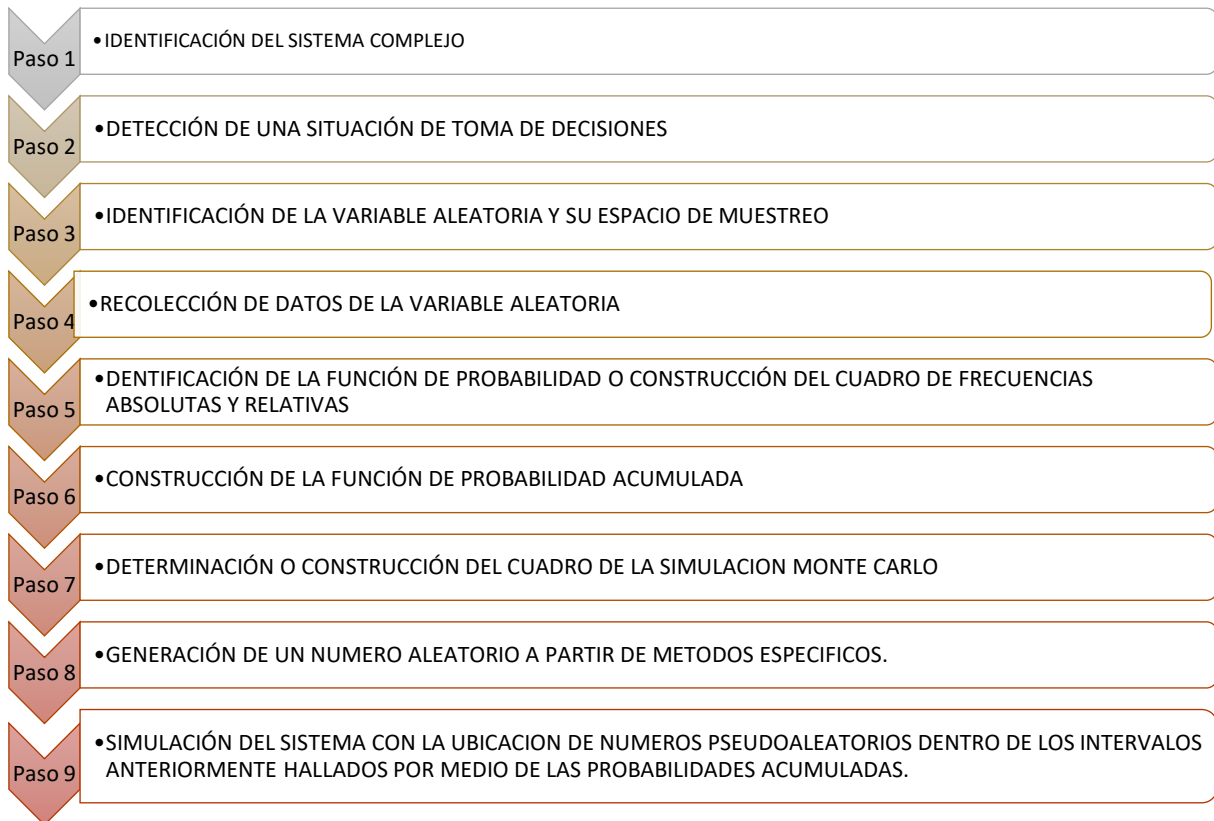 Paso 1
•IDENTIFICACIÓN DEL SISTEMA COMPLEJO
Paso 2
•DETECCIÓN DE UNA SITUACIÓN DE TOMA DE DECISIONES
Paso 3
•IDENTIFICACIÓN DE LA VARIABLE ALEATORIA Y SU ESPACIO DE MUESTREO
Paso 4
•RECOLECCIÓN DE DATOS DE LA VARIABLE ALEATORIA
Paso 5
•DENTIFICACIÓN DE LA FUNCIÓN DE PROBABILIDAD O CONSTRUCCIÓN DEL CUADRO DE FRECUENCIAS
ABSOLUTAS Y RELATIVAS
Paso 6
•CONSTRUCCIÓN DE LA FUNCIÓN DE PROBABILIDAD ACUMULADA
Paso 7
•DETERMINACIÓN O CONSTRUCCIÓN DEL CUADRO DE LA SIMULACION MONTE CARLO
Paso 8
•GENERACIÓN DE UN NUMERO ALEATORIO A PARTIR DE METODOS ESPECIFICOS.
Paso 9
•SIMULACIÓN DEL SISTEMA CON LA UBICACION DE NUMEROS PSEUDOALEATORIOS DENTRO DE LOS INTERVALOS
ANTERIORMENTE HALLADOS POR MEDIO DE LAS PROBABILIDADES ACUMULADAS.